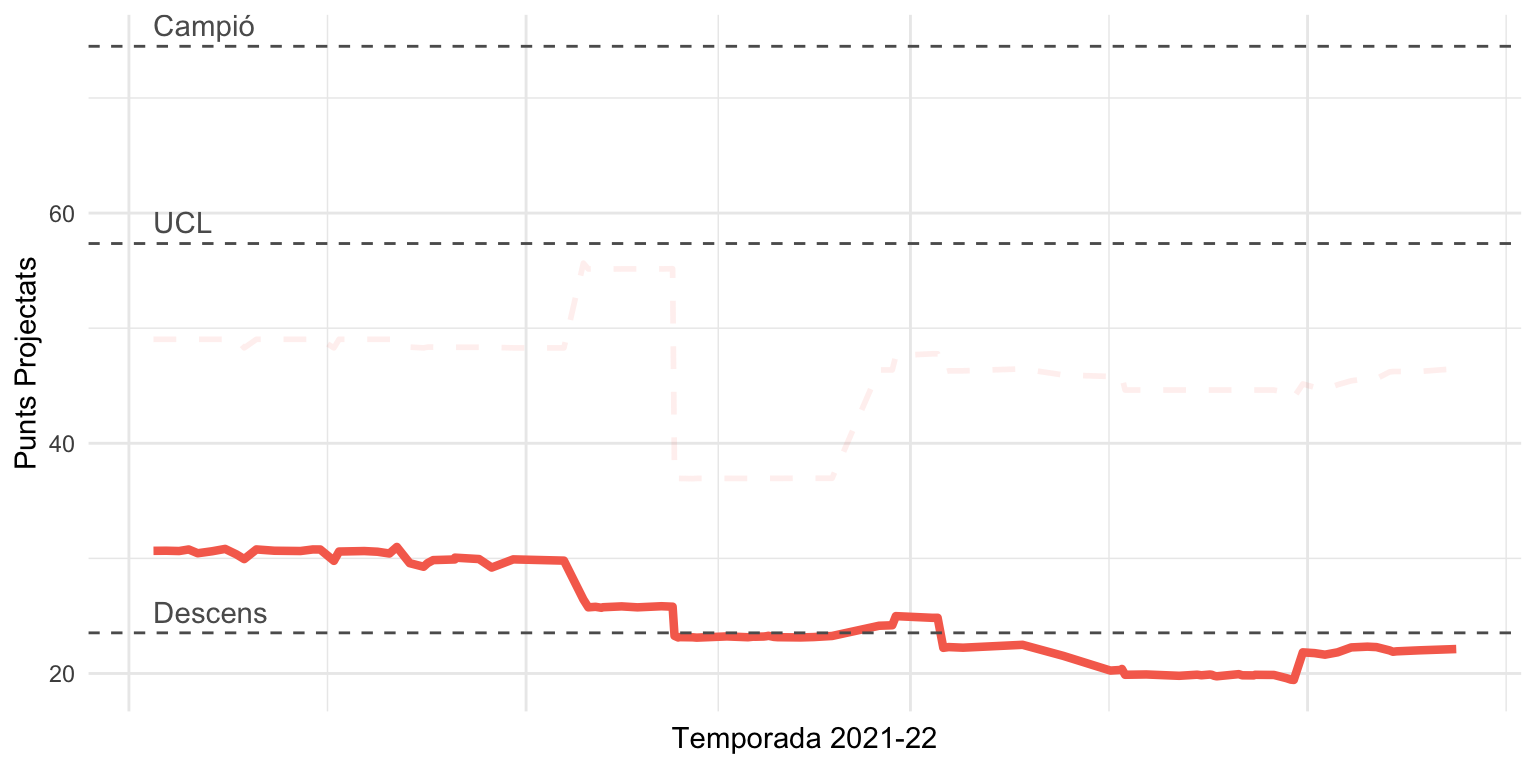 Campió
60
UCL
Punts Projectats
40
Descens
20
Temporada 2021-22